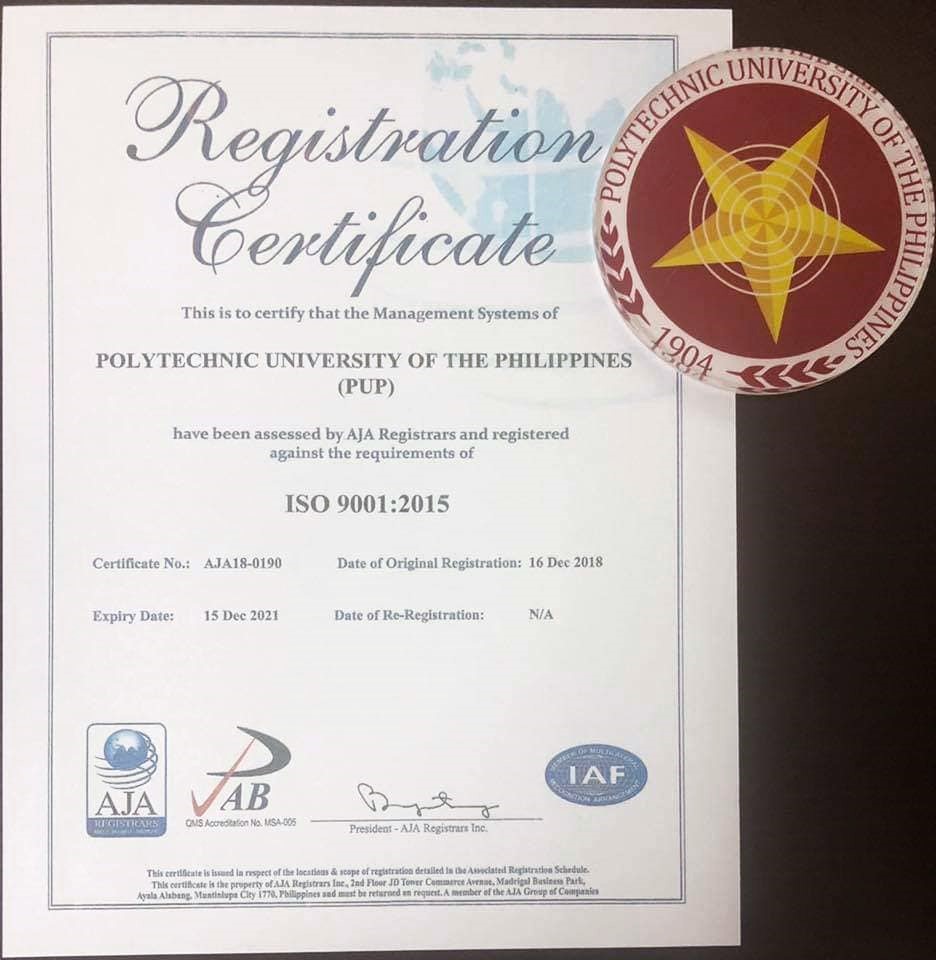 Registration
Certificate
This is to certify that the Management Systems of
POLYTECHNIC UNIVERSITY OF THE PHILIPPINES
(PUP)
have been assessed by AJA Registrars and registered
against the requirements of
ISO 9001:2015
Certificate No.: AJA18-0190 Date of Original Registration: 16 Dec 2018
Expiry Date: 15 Dec 2021 Date of Re-Registration: N/A
AJA
REGISTRARS
AB
QMS Accreditation No. MSA-005
President - AJA Registrars Inc.
MEMBER OF MULTILATERAL
IAF
RECOGNITION ARRANGEMENT
This certificate is issued in respect of the locations & scope of registration detailed in the Associated Registration Schedule.
This certificate is the property of AJA Registrars Inc., 2nd Floor JD Tower Commerce Avenue, Madrigal Business Park,
Ayala Alabang, Muntinlupa City 1770, Philippines and must be returned on request. A member of the AJA Group of Companies
POLYTECHNIC UNIVERSITY OF THE PHILIPPINES
1904